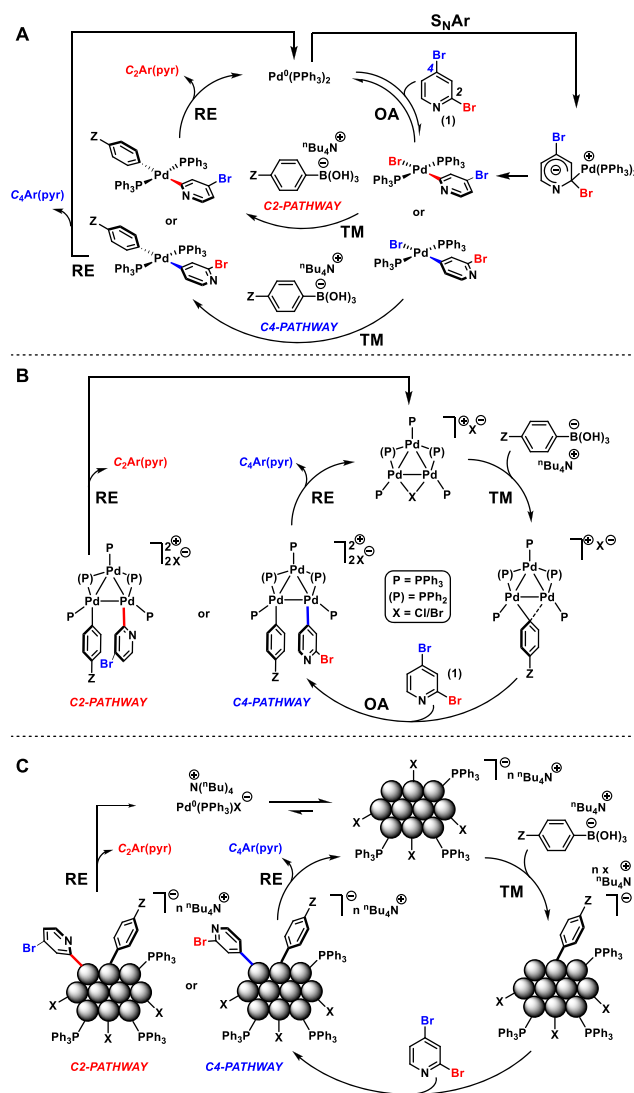 A
SNAr
C2Ar(pyr)
Pd⁰(PPh3)2
Br
4
2
N
Br
(1)
RE
OA
Z
PPh3
Pd
Ph3P
Br
N
nBu4N⊕
Z
⊖
B(OH)3
C2-PATHWAY
Br
PPh3
Pd
Ph3P
Br
N
Br
⊖
N
⊕
Pd(PPh3)2
Br
C4Ar(pyr)
or
TM
or
Z
PPh3
Pd
Ph3P
Br
N
RE
nBu4N⊕
Z
⊖
B(OH)3
C4-PATHWAY
Br
PPh3
Pd
Ph3P
Br
N
TM
B
C2Ar(pyr)
C4Ar(pyr)
RE
RE
P
(P)
Pd
(P)
Pd
Pd
P
X
P
⊕X⊖
Z
⊖
B(OH)3
nBu4N⊕
TM
P
2⊕
2X⊖
(P)
Pd
(P)
Pd
Pd
P
P
N
Br
Z
C2-PATHWAY
or
P
2⊕
2X⊖
(P)
Pd
(P)
Pd
Pd
P
P
N
Br
Z
C4-PATHWAY
P = PPh3
(P) = PPh2
X = Cl/Br
P
⊕X⊖
(P)
Pd
(P)
Pd
Pd
P
P
Z
Br
(1)
N
Br
OA
C
⊕
N(nBu)4
Pd⁰(PPh3)X⊖
X
PPh3
⊖
n nBu4N⊕
X
X
Ph3P
X
PPh3
C2Ar(pyr)
C4Ar(pyr)
RE
RE
nBu4N⊕
Z
⊖
B(OH)3
TM
n x
nBu4N⊕
⊖
Z
PPh3
X
X
Ph3P
X
PPh3
⊖
n nBu4N⊕
Z
N
Br
PPh3
X
X
Ph3P
X
PPh3
C2-PATHWAY
or
⊖
n nBu4N⊕
Z
Br
N
PPh3
X
X
Ph3P
X
PPh3
C4-PATHWAY
Br
N
Br